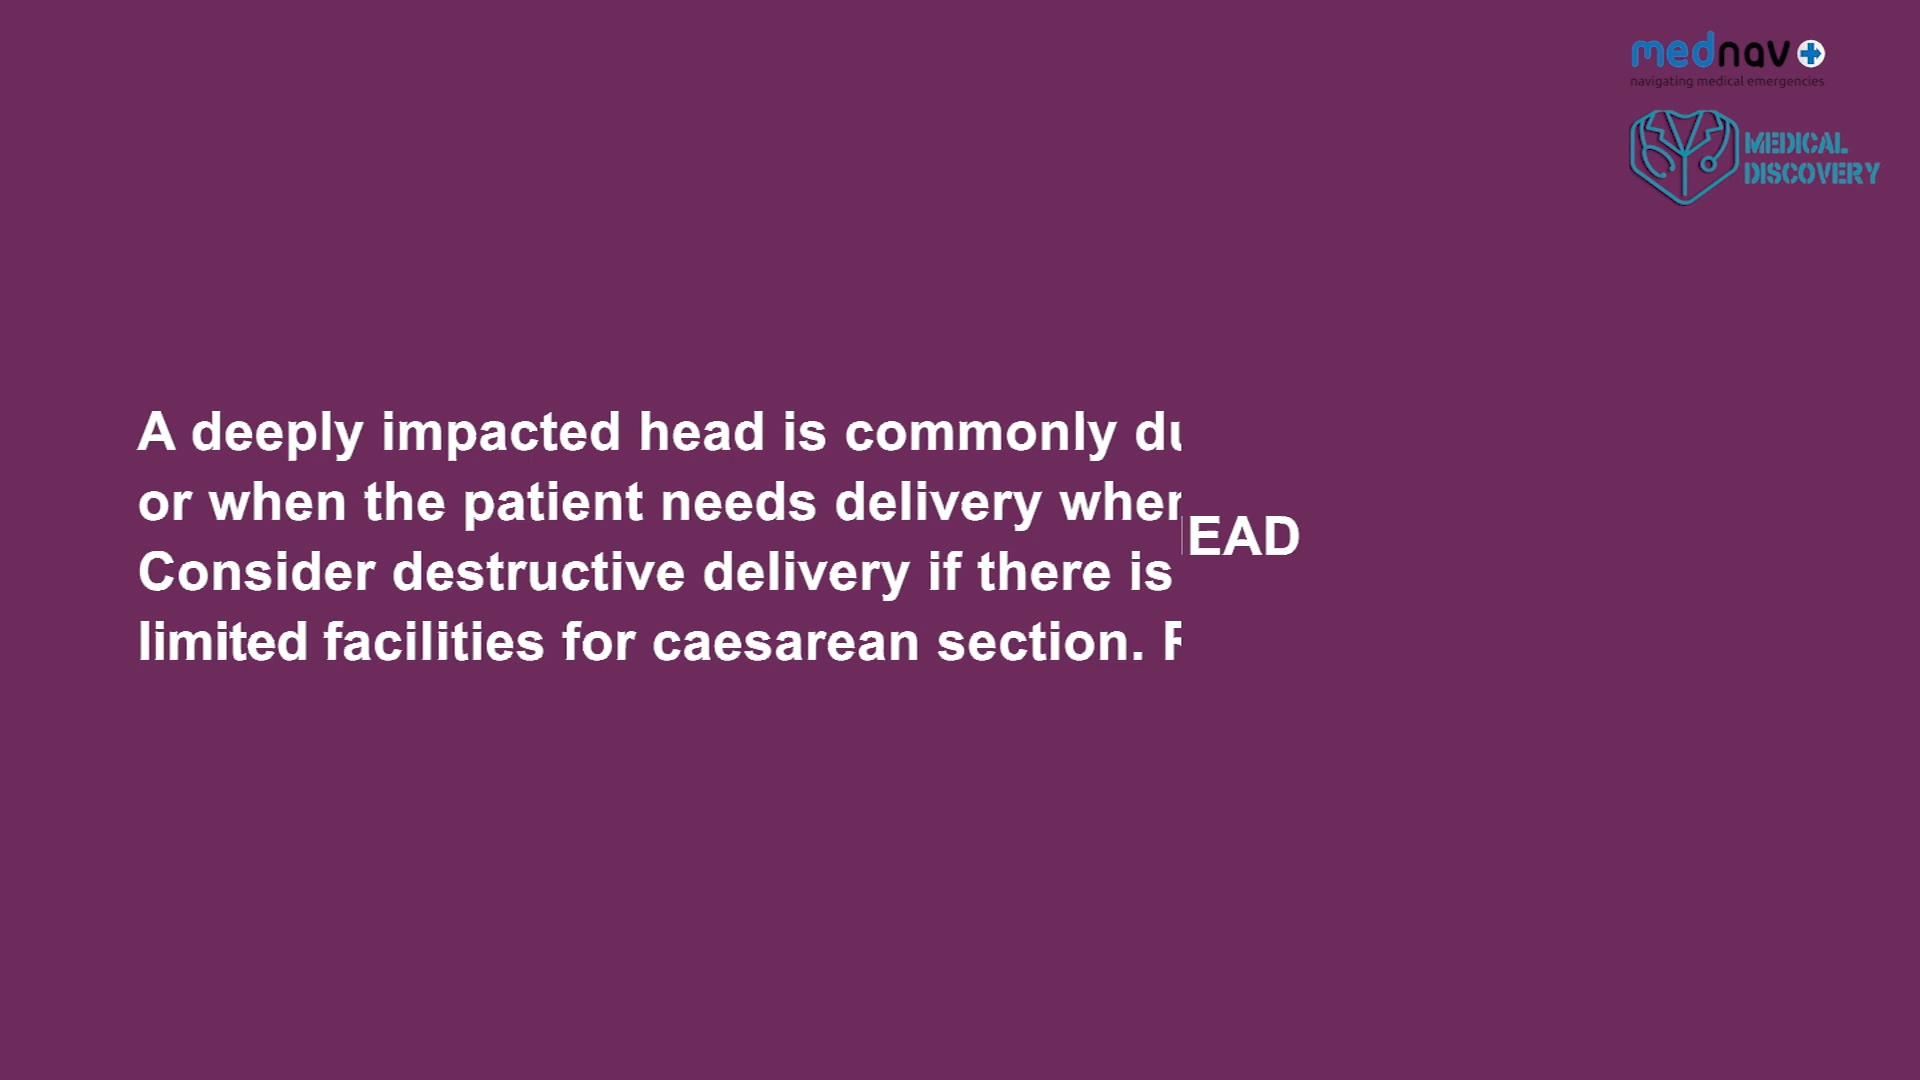 mednav
navigating medical emergencies
MEDICAL
DISCOVERY
A deeply impacted head is commonly
or when the patient needs delivery
EAD
Consider destructive delivery if there is
limited facilities for caesarean section.